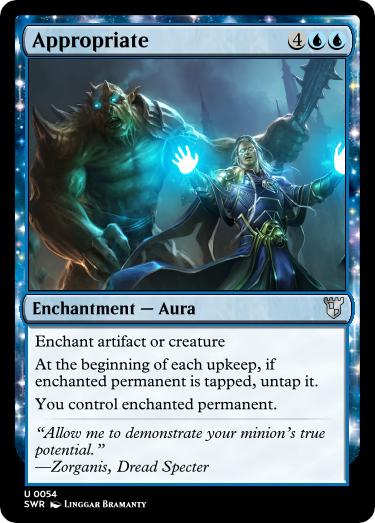 Appropriate 4
Enchantment — Aura
Enchant artifact or creature
At the beginning of each upkeep, if
enchanted permanent is tapped, untap it.
You control enchanted permanent.
“Allow me to demonstrate your minion’s true
potential.”
—Zorganis, Dread Specter
U 0054
SWR Linggar Bramanty